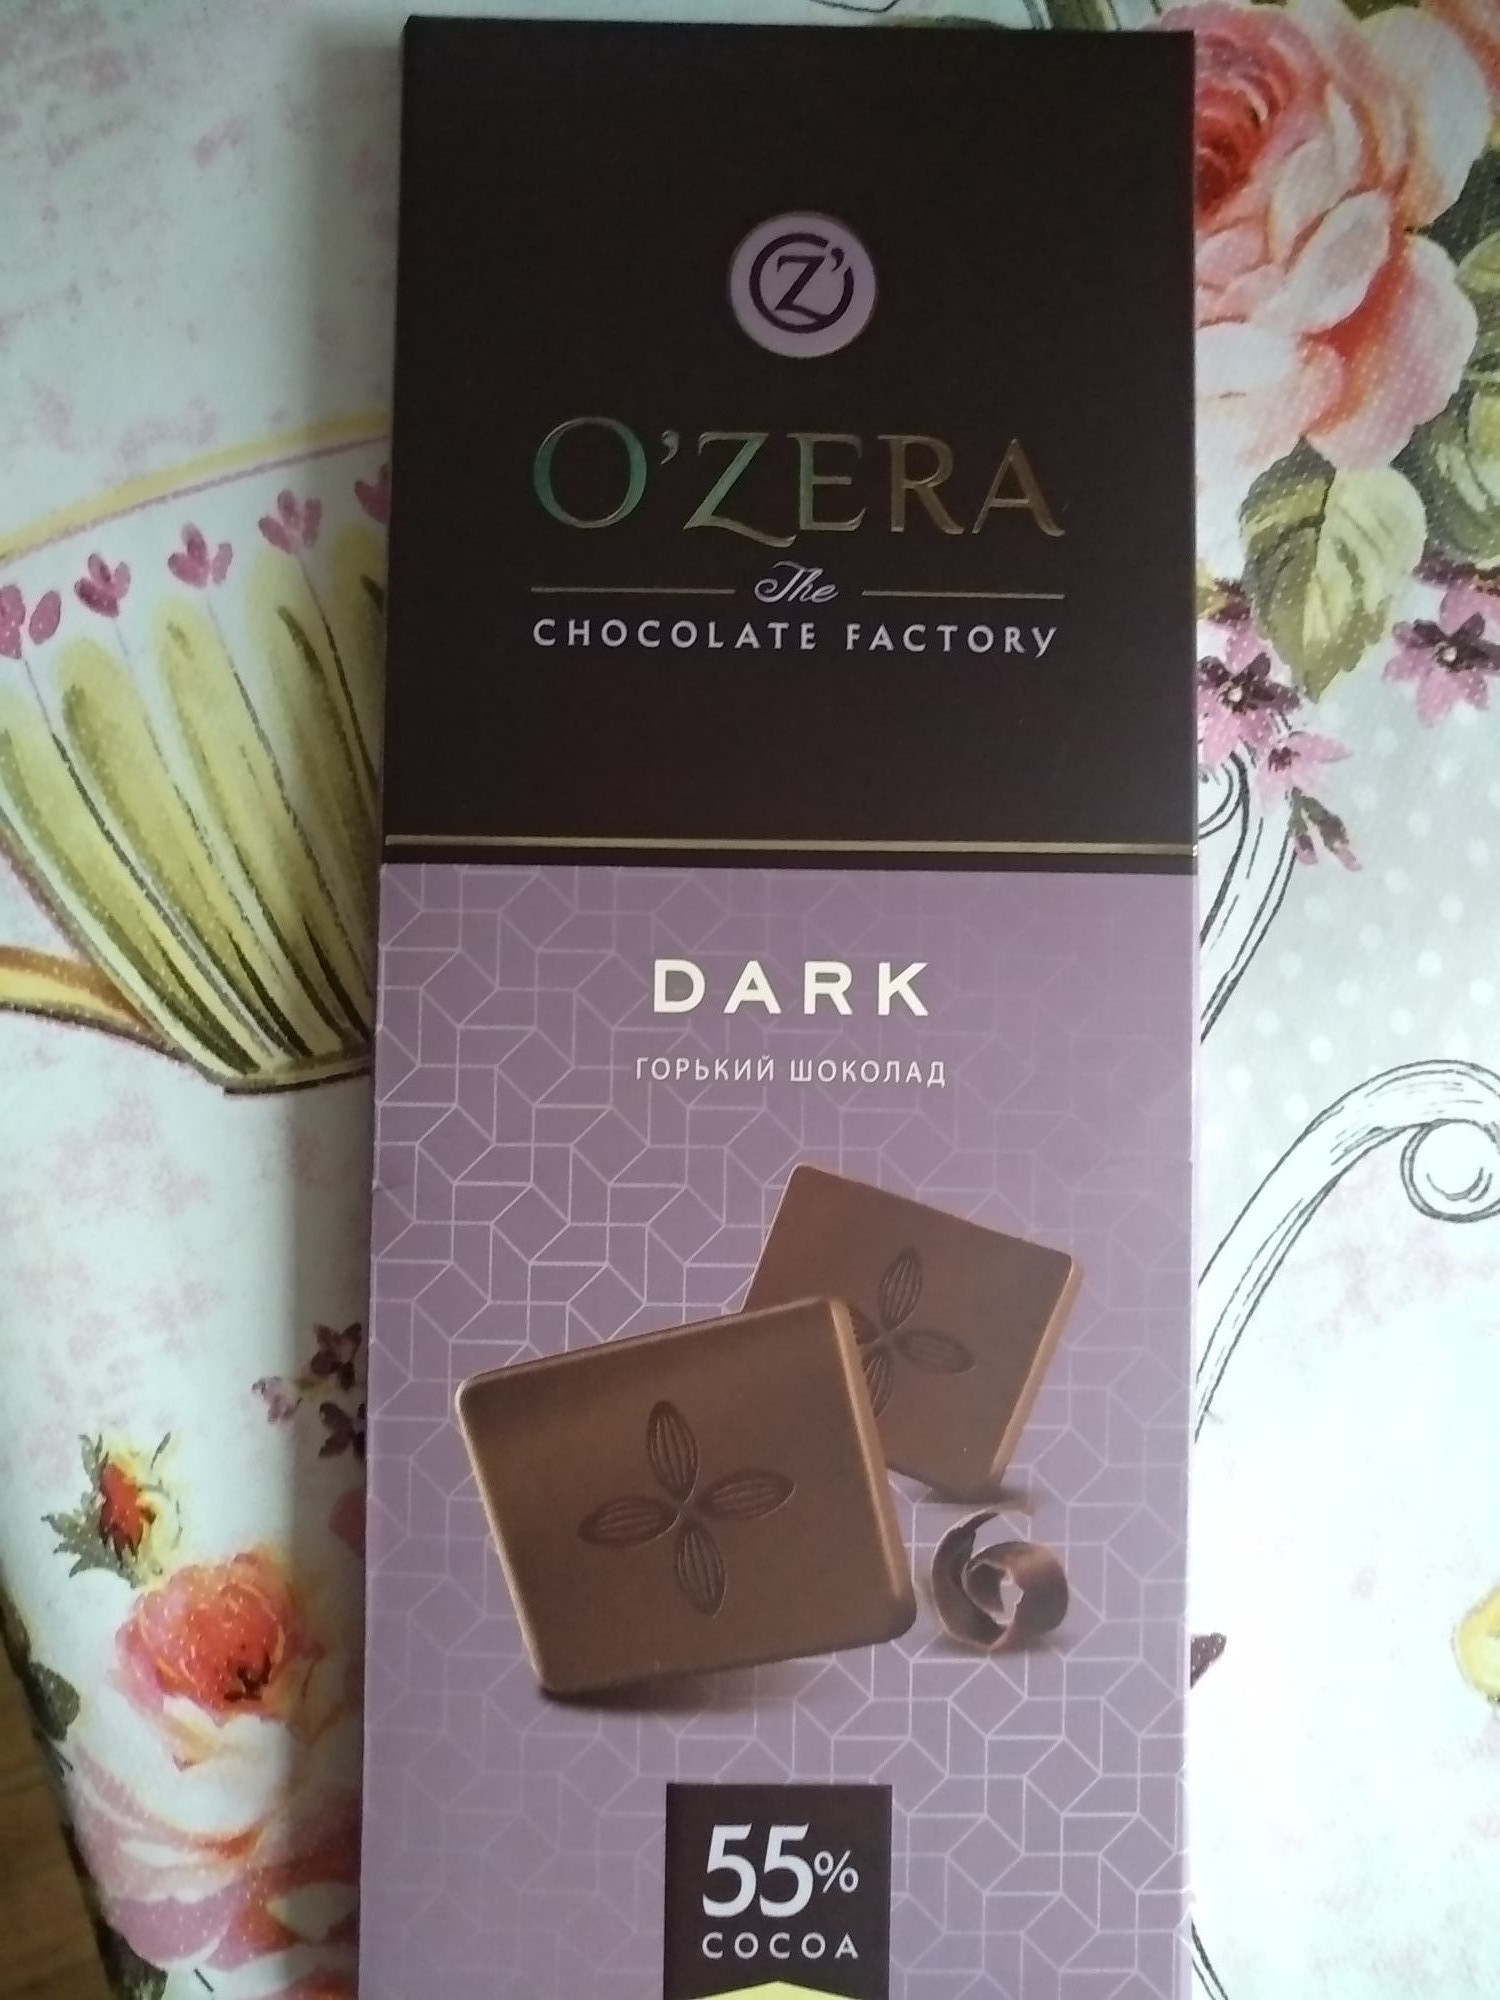 Z'
O'ZERA
The
CHOCOLATE FACTORY
DARK
ГОРЬКИЙ ШОКОЛАД
55%
COCOA